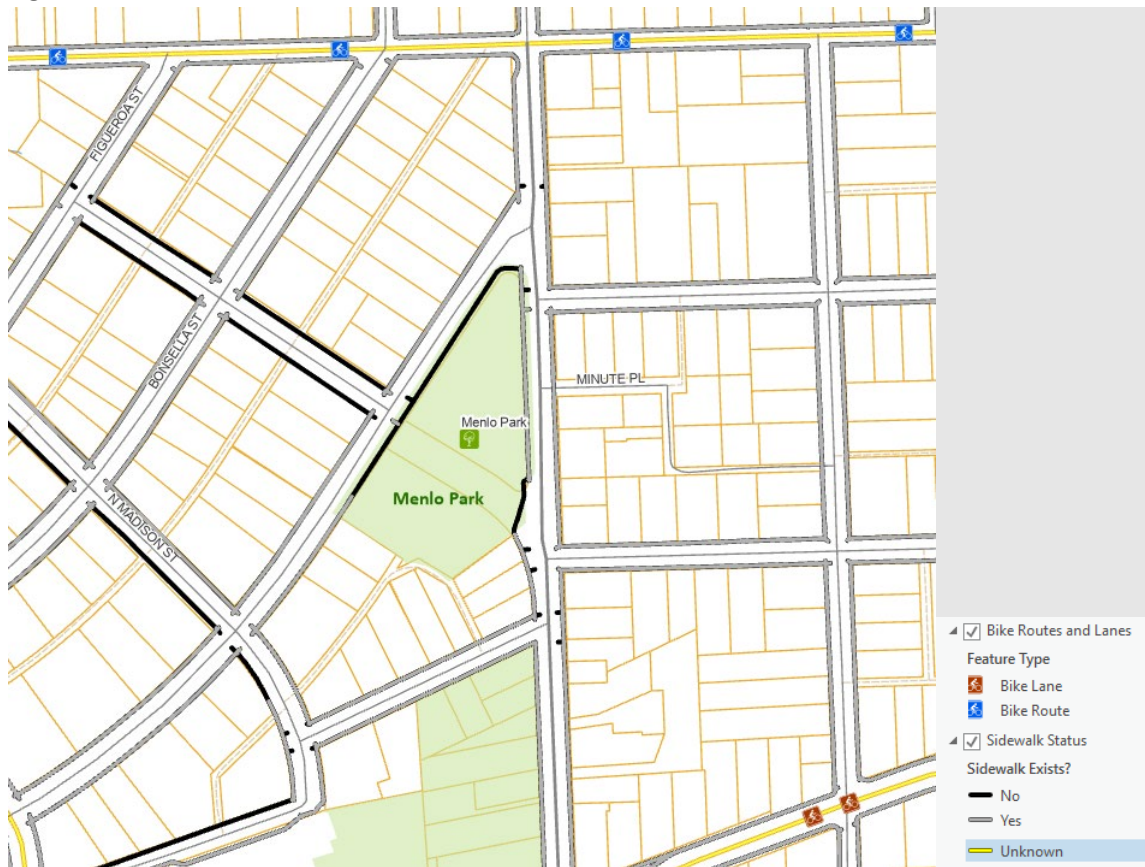 FIGUEROA ST
BONSELLA ST
MINUTE PL
Menlo Park
Menlo Park
N MADISON ST
Bike Routes and Lanes
Feature Type
Bike Lane
Bike Route
Sidewalk Status
Sidewalk Exists?
No
Yes
Unknown